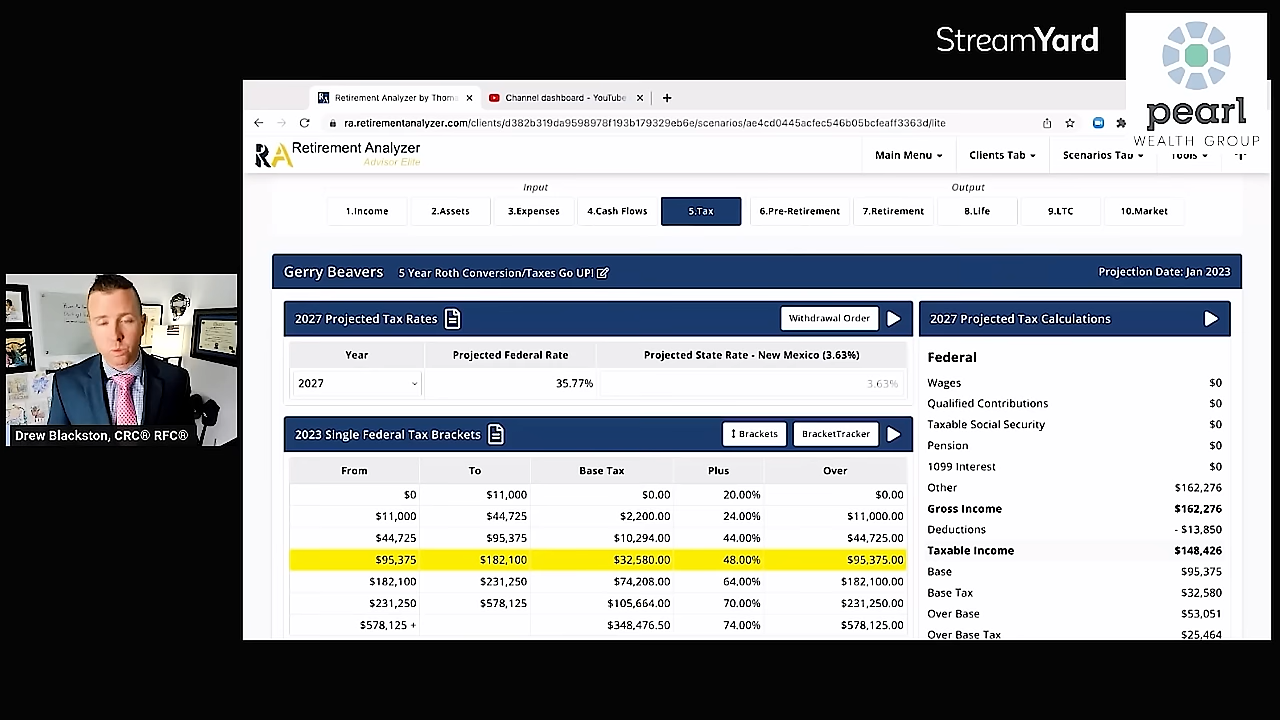 StreamYard
pearl
WEALTH GROUP
Retirement Analyzer by Thom
Channel dashboard - YouTube
ra.retirementanalyzer.com/clients/d382b319da9598978f193b179329eb6e/scenarios/ae4cd0445acfec546b05bcfeaff3363d/lite
RA Retirement Analyzer
Advisor Elite
Main Menu Clients Tab Scenarios Tab Tools
Input Output
1.Income 2.Assets 3.Expenses 4.Cash Flows 5.Tax 6.Pre-Retirement 7.Retirement 8.Life 9.LTC 10.Market
Gerry Beavers 5 Year Roth Conversion/Taxes Go UP! Projection Date: Jan 2023
2027 Projected Tax Rates Withdrawal Order
Year Projected Federal Rate Projected State Rate - New Mexico (3.63%)
2027 35.77% 3.63%
2023 Single Federal Tax Brackets Brackets BracketTracker
From To Base Tax Plus Over
$0 $11,000 $0.00 20.00% $0.00
$11,000 $44,725 $2,200.00 24.00% $11,000.00
$44,725 $95,375 $10,294.00 44.00% $44,725.00
$95,375 $182,100 $32,580.00 48.00% $95,375.00
$182,100 $231,250 $74,208.00 64.00% $182,100.00
$231,250 $578,125 $105,664.00 70.00% $231,250.00
$578,125 + $348,476.50 74.00% $578,125.00
2027 Projected Tax Calculations
Federal
Wages $0
Qualified Contributions $0
Taxable Social Security $0
Pension $0
1099 Interest $0
Other $162,276
Gross Income $162,276
Deductions - $13,850
Taxable Income $148,426
Base $95,375
Base Tax $32,580
Over Base $53,051
Over Base Tax $25,464
Drew Blackston, CRC® RFC®